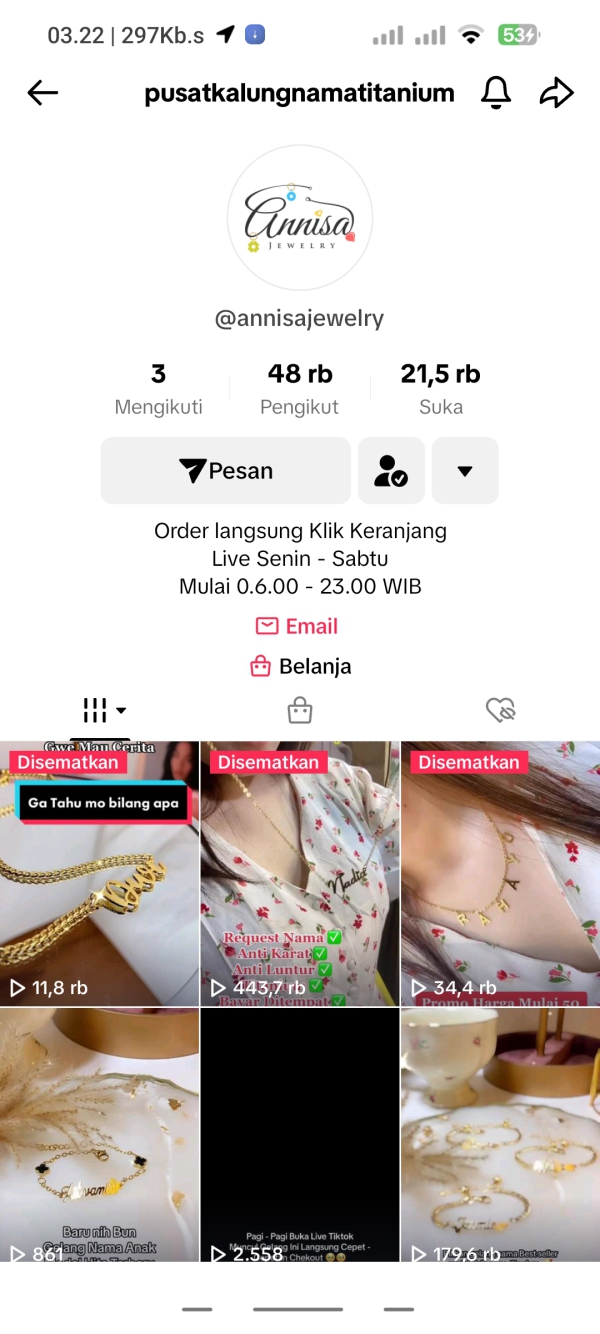 03.22 | 297Kb.s
53
pusatkalungnamatitanium
Annisa
JEWELRY
@annisajewelry
3
48 rb
21,5 rb
Mengikuti
Pengikut
Suka
Pesan
Order langsung Klik Keranjang
Live Senin - Sabtu
Mulai 0.6.00 - 23.00 WIB
Email
Belanja
Gwe Mau Cerita
Disematkan
Ga Tahu mo bilang apa
11,8 rb
Disematkan
Nadia
Request Nama ✅
Anti Karat ✅
Anti Luntur ✅
Bayar Ditempat ✅
443,7 rb
Disematkan
34,4 rb
Promo Harga Mulai 50
Baru nih Bun
Gelang Nama Anak
861
Pagi - Pagi Buka Live Tiktok
Muncul Gelang Ini Langsung Cepet -
Chekout
2.558
Best seller
179,6 rb